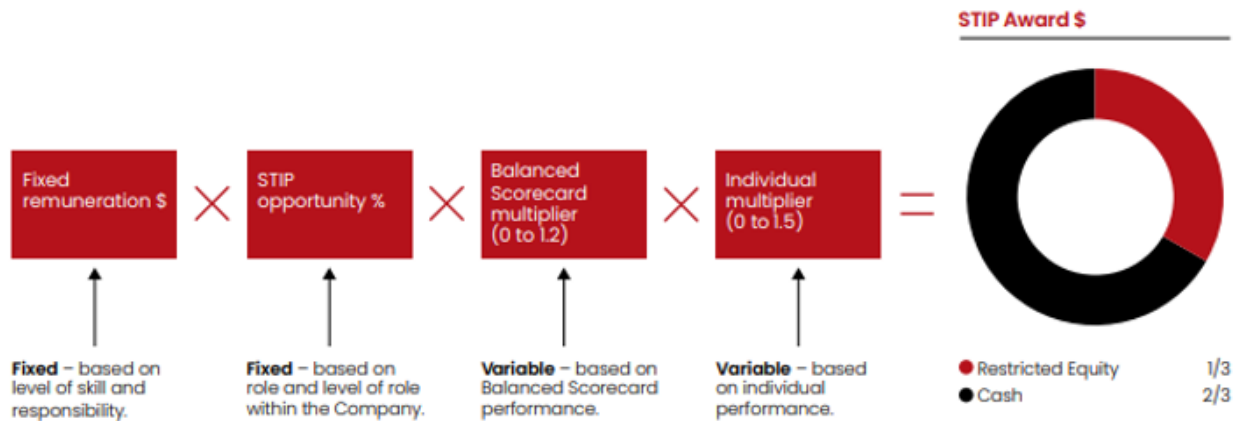 STIP Award $
Fixed
remuneration $
STIP
opportunity %
Balanced
Scorecard
multiplier
(0 to 1.2)
Individual
multiplier
(0 to 1.5)
Fixed – based on
level of skill and
responsibility.
Fixed – based on
role and level of role
within the Company.
Variable – based on
Balanced Scorecard
performance.
Variable – based
on individual
performance.
Restricted Equity 1/3
Cash 2/3